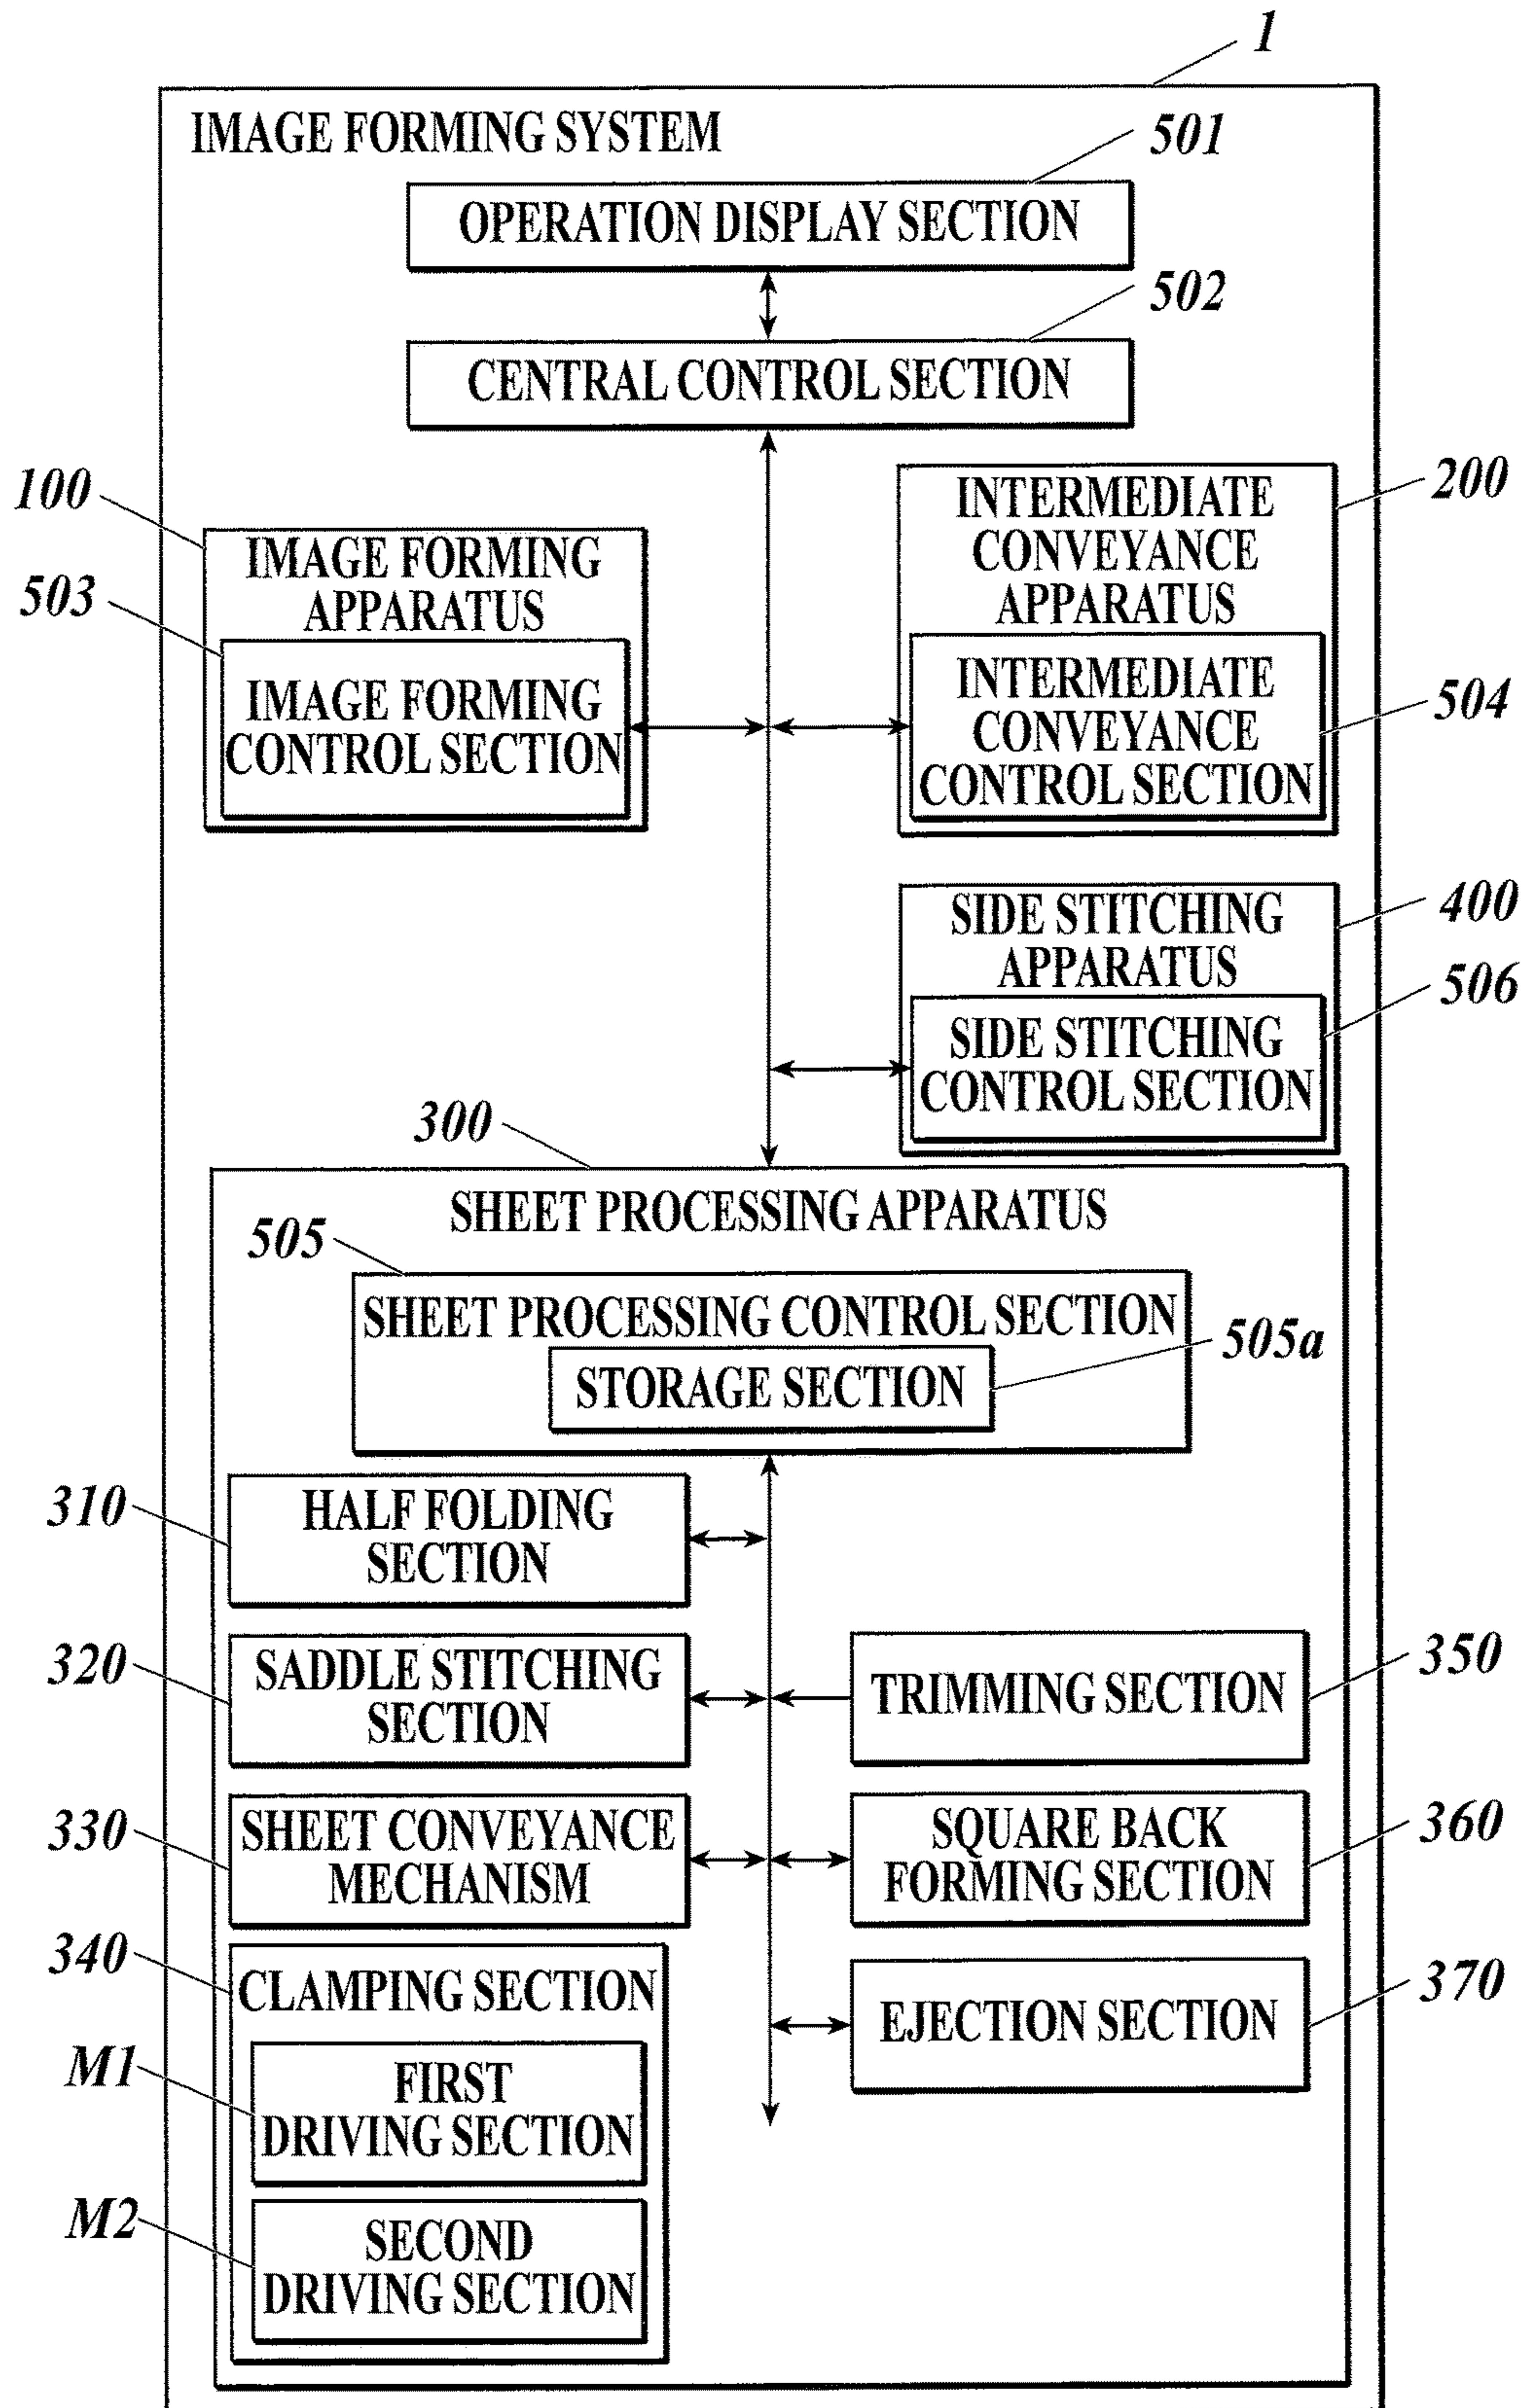 1
IMAGE FORMING SYSTEM
501
OPERATION DISPLAY SECTION
502
CENTRAL CONTROL SECTION
100
IMAGE FORMING
APPARATUS
503
IMAGE FORMING
CONTROL SECTION
200
INTERMEDIATE
CONVEYANCE
APPARATUS
504
INTERMEDIATE
CONVEYANCE
CONTROL SECTION
400
SIDE STITCHING
APPARATUS
506
SIDE STITCHING
CONTROL SECTION
300
SHEET PROCESSING APPARATUS
505
SHEET PROCESSING CONTROL SECTION
505a
STORAGE SECTION
310
HALF FOLDING
SECTION
320
SADDLE STITCHING
SECTION
350
TRIMMING SECTION
330
SHEET CONVEYANCE
MECHANISM
360
SQUARE BACK
FORMING SECTION
340
CLAMPING SECTION
370
EJECTION SECTION
M1
FIRST
DRIVING SECTION
M2
SECOND
DRIVING SECTION